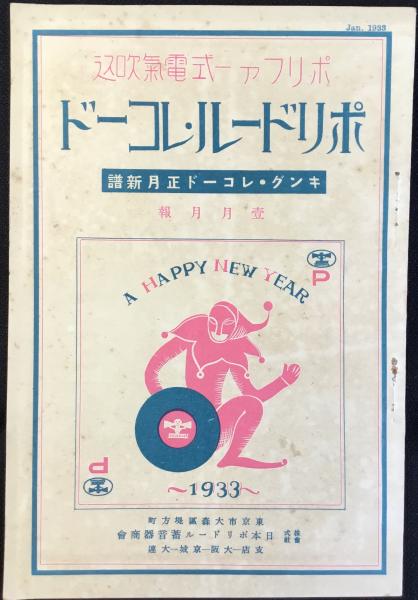 Jan. 1933
ポリファー式電氣吹込
ポリドール・レコード
キング・レコード正月新譜
壹月月報
A HAPPY NEW YEAR
P
P
~1933~
東京市大森區堤方町
株式會社 日本ポリドール蓄音器商會
支店―大阪―京城―大連